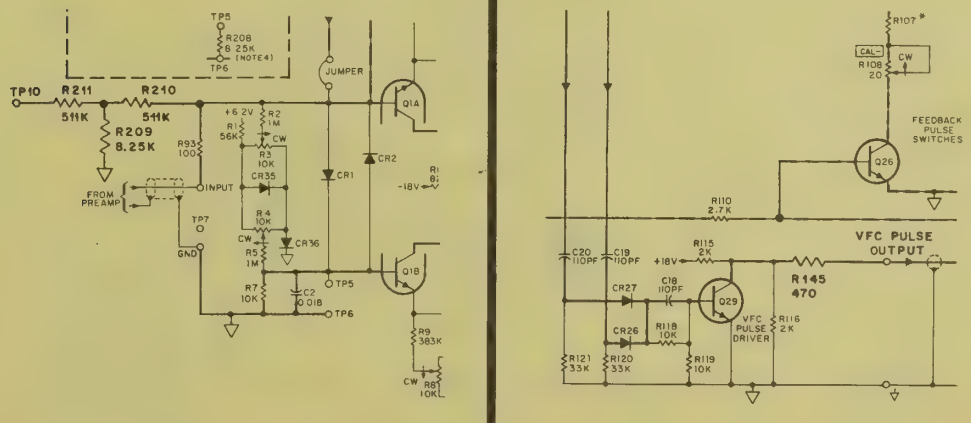 TP5
R208
8.25K
(NOTE4)
TP6
JUMPER
Q1A
TP10
R211
511K
R210
511K
R209
8.25K
R93
100
+6.2V
R1
56K
R2
1M
CW
R3
10K
CR35
CR1
CR2
-18V
FROM
PREAMP
INPUT
TP7
GND
R4
10K
CW
R5
1M
CR36
R7
10K
C2
0.018
TP5
TP6
Q1B
R9
383K
CW
R8
10K
R107*
CAL-
R108
20
CW
FEEDBACK
PULSE
SWITCHES
Q26
R110
2.7K
VFC PULSE
OUTPUT
C20
110PF
C19
110PF
+18V
R115
2K
R145
470
CR27
C18
110PF
Q29
CR26
R118
10K
VFC
PULSE
DRIVER
R116
2K
R121
33K
R120
33K
R119
10K